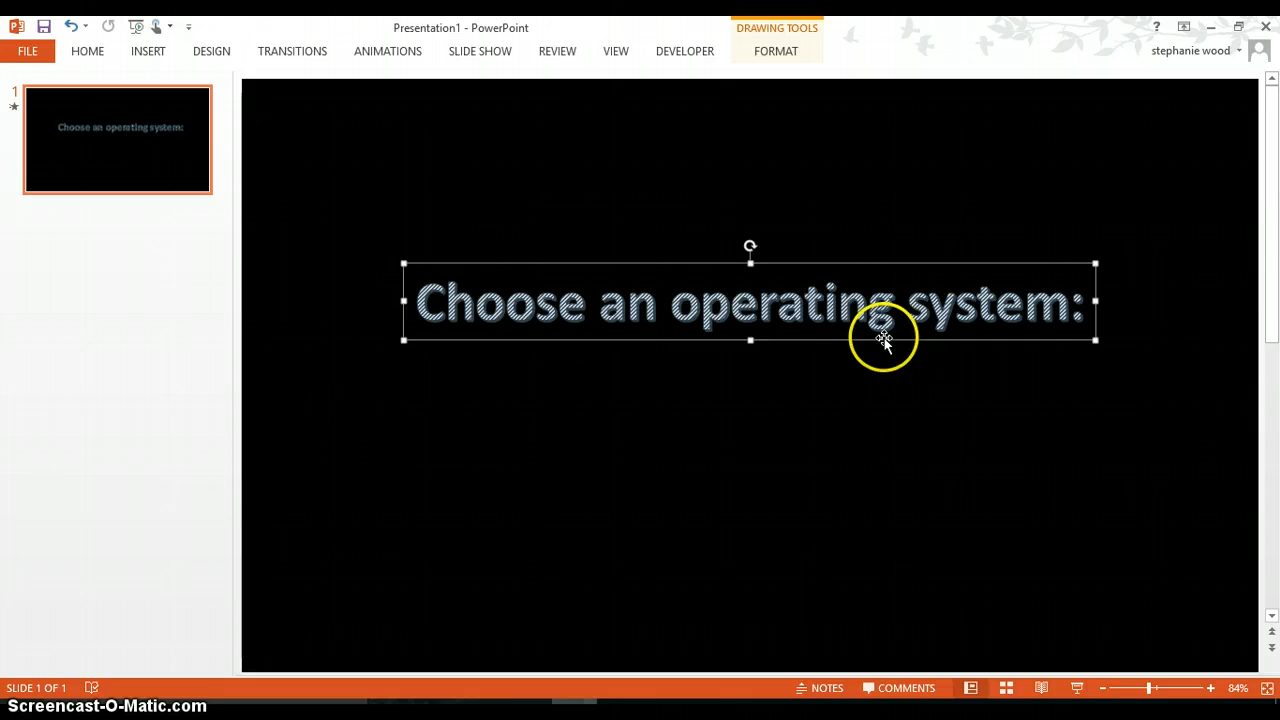 Presentation1 - PowerPoint
DRAWING TOOLS
?
FILE HOME INSERT DESIGN TRANSITIONS ANIMATIONS SLIDE SHOW REVIEW VIEW DEVELOPER FORMAT
stephanie wood
1
Choose an operating system:
Choose an operating system:
SLIDE 1 OF 1
NOTES COMMENTS
84%
Screencast-O-Matic.com